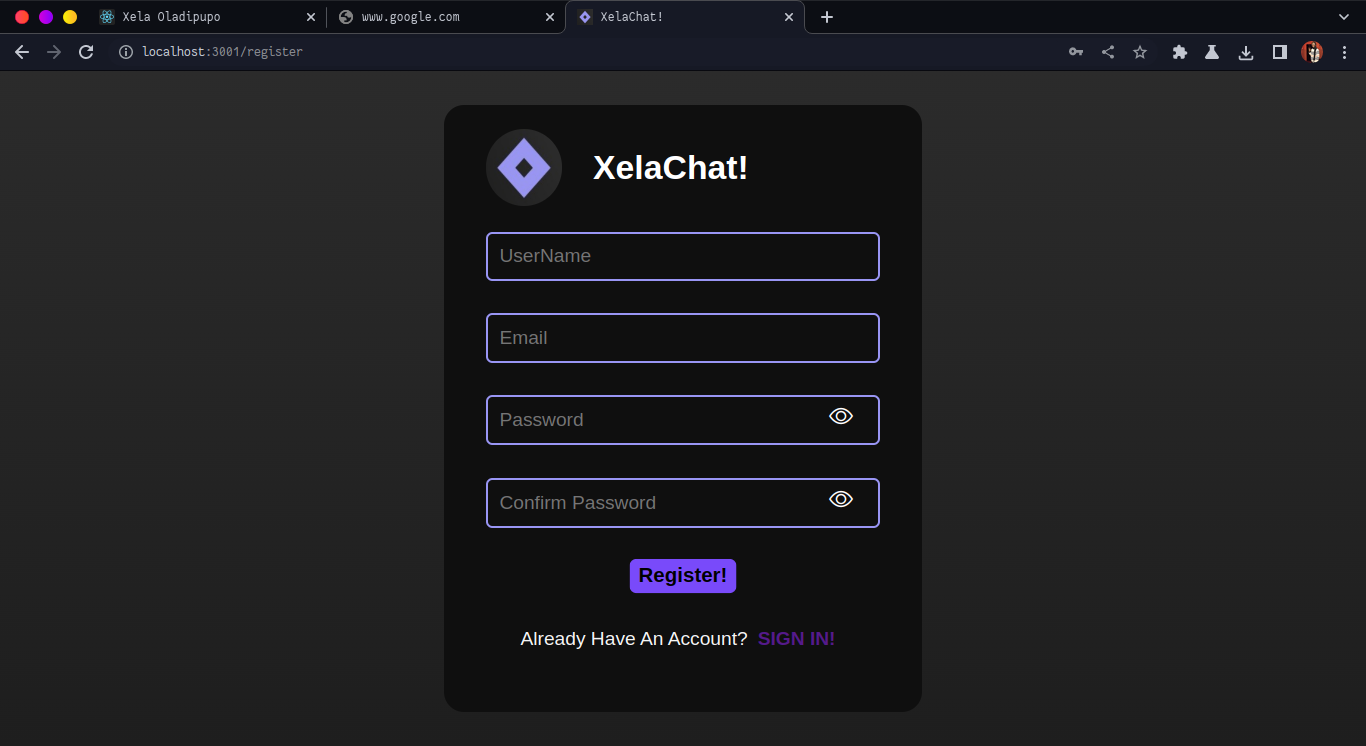 Xela Oladipupo
www.google.com
XelaChat!
localhost:3001/register
XelaChat!
UserName
Email
Password
Confirm Password
Register!
Already Have An Account? SIGN IN!